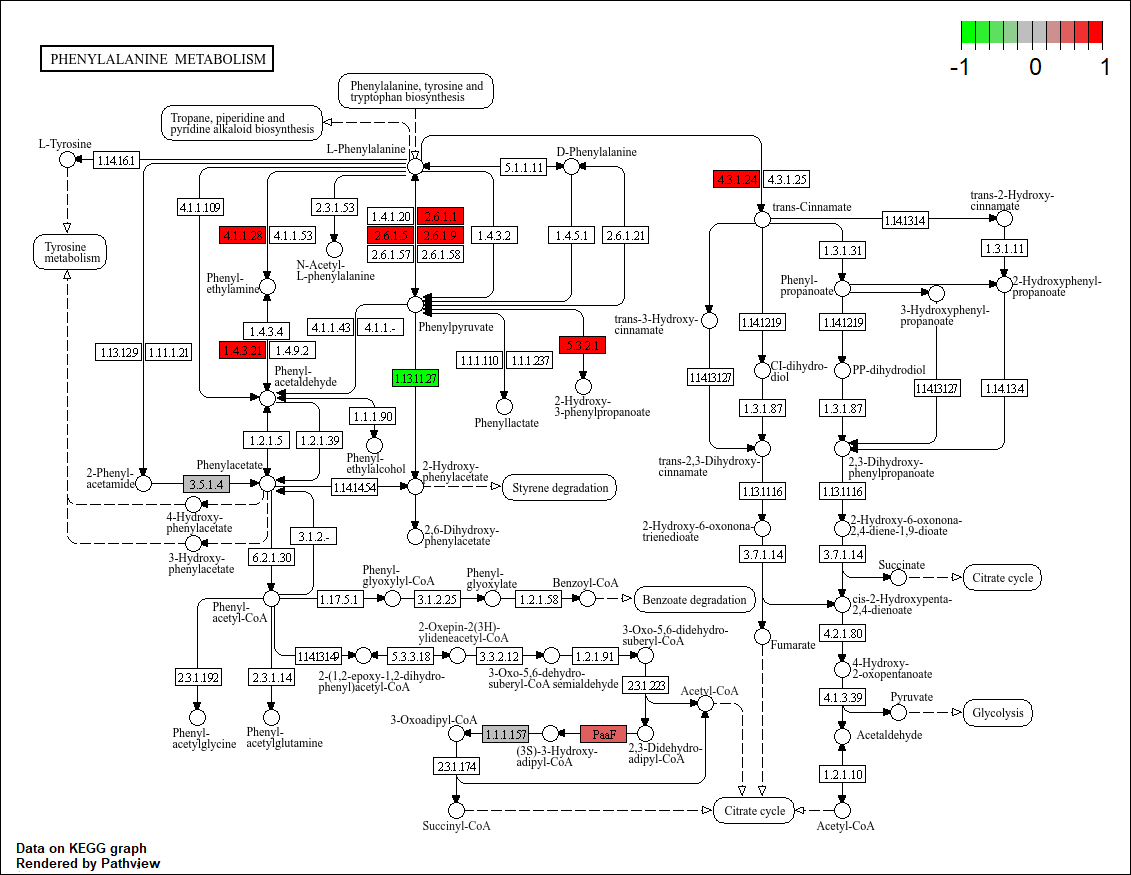 -1 0 1
PHENYLALANINE METABOLISM
Phenylalanine, tyrosine and
tryptophan biosynthesis
Tropane, piperidine and
pyridine alkaloid biosynthesis
L-Tyrosine
L-Phenylalanine
D-Phenylalanine
1.14.16.1
5.1.1.11
4.3.1.24
4.3.1.25
trans-Cinnamate
trans-2-Hydroxy-
cinnamate
4.1.1.109
2.3.1.53
1.4.1.20
2.6.1.1
1.14.13.14
4.1.1.28
4.1.1.53
2.6.1.5
2.6.1.9
1.4.3.2
1.4.5.1
2.6.1.21
2.6.1.57
2.6.1.58
1.3.1.31
1.3.1.11
Tyrosine
metabolism
N-Acetyl-
L-phenylalanine
Phenyl-
ethylamine
Phenyl-
propanoate
2-Hydroxyphenyl-
propanoate
3-Hydroxyphenyl-
propanoate
Phenylpyruvate
trans-3-Hydroxy-
cinnamate
1.4.3.4
4.1.1.43
4.1.1.-
1.14.12.19
1.14.12.19
1.13.12.9
1.11.1.21
1.4.3.21
1.4.9.2
1.1.1.110
1.1.1.237
5.3.2.1
Phenyl-
acetaldehyde
1.13.11.27
CI-dihydro-
diol
PP-dihydrodiol
1.14.13.127
1.14.13.127
1.14.13.4
2-Hydroxy-
3-phenylpropanoate
Phenyllactate
1.1.1.90
1.3.1.87
1.3.1.87
1.2.1.5
1.2.1.39
Phenyl-
ethylalcohol
2-Phenyl-
acetamide
Phenylacetate
2-Hydroxy-
phenylacetate
trans-2,3-Dihydroxy-
cinnamate
2,3-Dihydroxy-
phenylpropanoate
3.5.1.4
1.14.14.54
Styrene degradation
1.13.11.16
1.13.11.16
4-Hydroxy-
phenylacetate
2,6-Dihydroxy-
phenylacetate
2-Hydroxy-6-oxonona-
trienedioate
2-Hydroxy-6-oxonona-
2,4-diene-1,9-dioate
3.1.2.-
3-Hydroxy-
phenylacetate
6.2.1.30
3.7.1.14
3.7.1.14
Succinate
Citrate cycle
Phenyl-
glyoxylyl-CoA
Phenyl-
glyoxylate
Benzoyl-CoA
Phenyl-
acetyl-CoA
1.17.5.1
3.1.2.25
1.2.1.58
Benzoate degradation
cis-2-Hydroxypenta-
2,4-dienoate
2-Oxepin-2(3H)-
ylideneacetyl-CoA
3-Oxo-5,6-didehydro-
suberyl-CoA
Fumarate
4.2.1.80
1.14.13.149
5.3.3.18
3.3.2.12
1.2.1.91
4-Hydroxy-
2-oxopentanoate
2.3.1.192
2.3.1.14
2-(1,2-epoxy-1,2-dihydro-
phenyl)acetyl-CoA
3-Oxo-5,6-dehydro-
suberyl-CoA semialdehyde
2.3.1.223
Acetyl-CoA
4.1.3.39
Pyruvate
Glycolysis
Phenyl-
acetylglycine
Phenyl-
acetylglutamine
3-Oxoadipyl-CoA
1.1.1.157
PaaF
(3S)-3-Hydroxy-
adipyl-CoA
2,3-Didehydro-
adipyl-CoA
Acetaldehyde
2.3.1.174
1.2.1.10
Succinyl-CoA
Citrate cycle
Acetyl-CoA
Data on KEGG graph
Rendered by Pathview